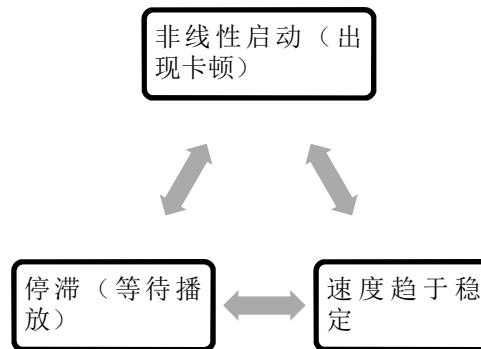 非线性启动（出
现卡顿）
停滞（等待播
放）
速度趋于稳
定